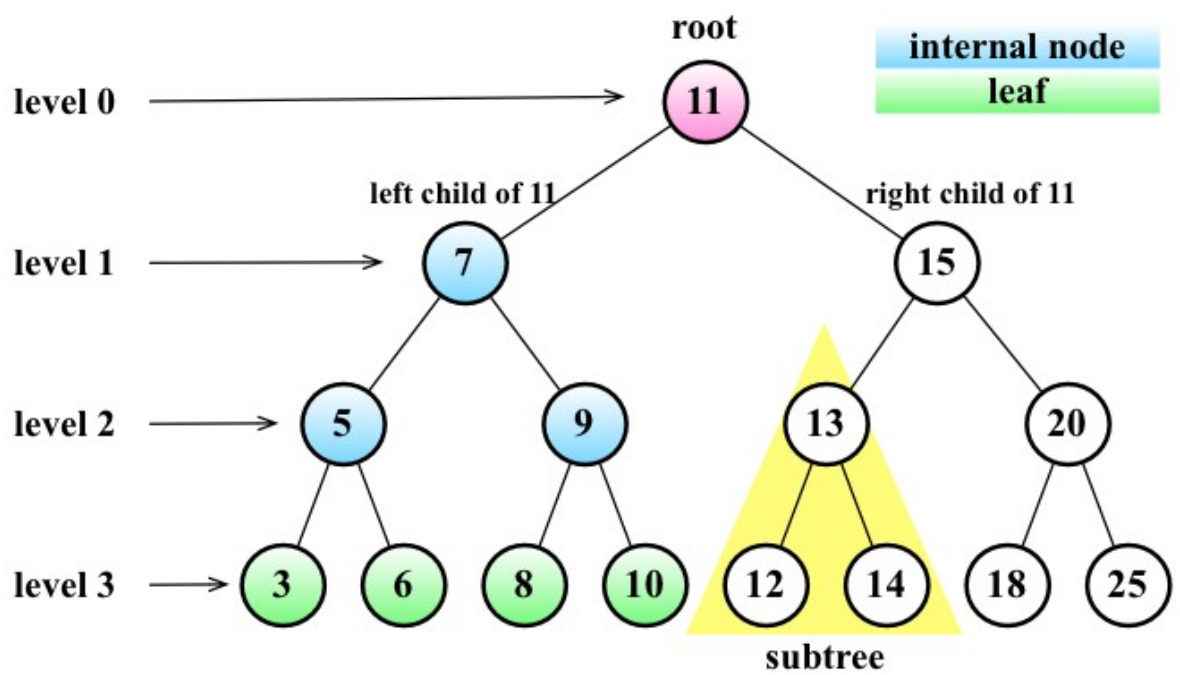 root
internal node
leaf
level 0
11
left child of 11
right child of 11
level 1
7
15
level 2
5
9
13
20
level 3
3
6
8
10
12
14
18
25
subtree